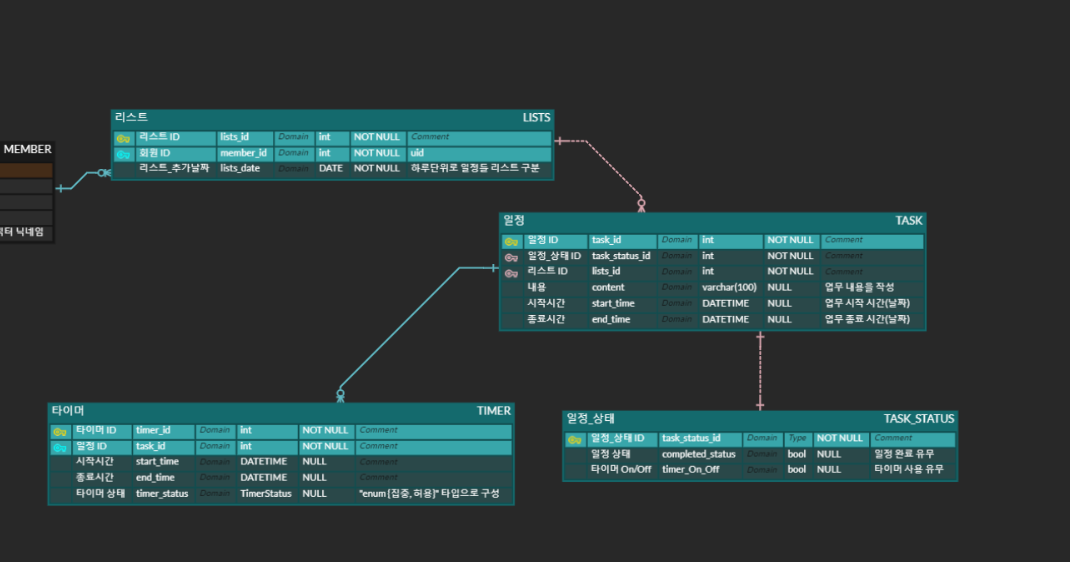 MEMBER
닉네임
리스트 LISTS
리스트 ID lists_id Domain int NOT NULL Comment
회원 ID member_id Domain int NOT NULL uid
리스트_추가날짜 lists_date Domain DATE NOT NULL 하루단위로 일정들 리스트 구분
일정 TASK
일정 ID task_id Domain int NOT NULL Comment
일정_상태 ID task_status_id Domain int NOT NULL Comment
리스트 ID lists_id Domain int NOT NULL Comment
내용 content Domain varchar(100) NULL 업무 내용을 작성
시작시간 start_time Domain DATETIME NULL 업무 시작 시간(날짜)
종료시간 end_time Domain DATETIME NULL 업무 종료 시간(날짜)
타이머 TIMER
타이머 ID timer_id Domain int NOT NULL Comment
일정 ID task_id Domain int NOT NULL Comment
시작시간 start_time Domain DATETIME NULL Comment
종료시간 end_time Domain DATETIME NULL Comment
타이머 상태 timer_status Domain TimerStatus NULL "enum [집중, 허용]" 타입으로 구성
일정_상태 TASK_STATUS
일정_상태 ID task_status_id Domain Type NOT NULL Comment
일정 상태 completed_status Domain bool NULL 일정 완료 유무
타이머 On/Off timer_On_Off Domain bool NULL 타이머 사용 유무